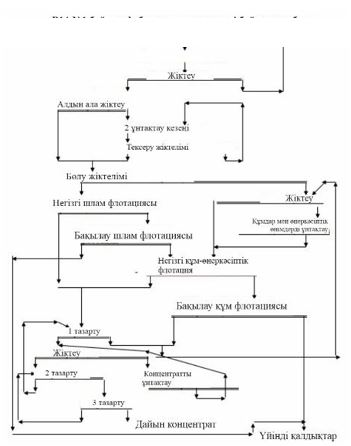 Жіктеу
Алдын ала жіктеу
2 ұнтақтау кезеңі
Тексеру жіктелімі
Бөлу жіктелімі
Негізгі шлам флотациясы
Жіктеу
Құмдар мен өнеркәсіптік
өнімдерді ұнтақтау
Бақылау шлам флотациясы
Негізгі құм-өнеркәсіптік
флотация
Бақылау құм флотациясы
1 тазарту
Жіктеу
2 тазарту
Концентратты
ұнтақтау
3 тазарту
Дайын концентрат
Үйінді қалдықтар